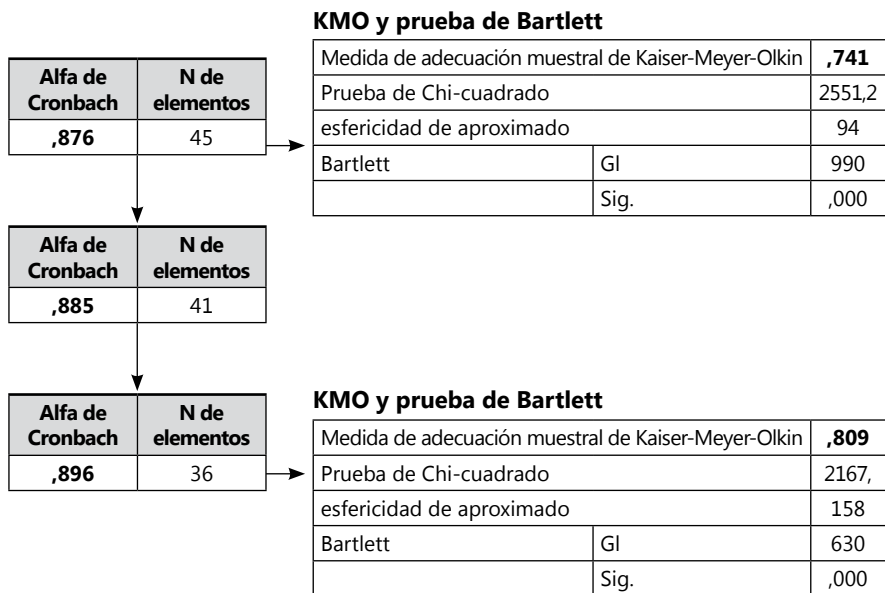 KMO y prueba de Bartlett
Alfa de Cronbach N de elementos
,876 45
Medida de adecuación muestral de Kaiser-Meyer-Olkin ,741
Prueba de Chi-cuadrado 2551,2
esfericidad de aproximado 94
Bartlett Gl 990
Sig. ,000
Alfa de Cronbach N de elementos
,885 41
KMO y prueba de Bartlett
Alfa de Cronbach N de elementos
,896 36
Medida de adecuación muestral de Kaiser-Meyer-Olkin ,809
Prueba de Chi-cuadrado 2167,
esfericidad de aproximado 158
Bartlett Gl 630
Sig. ,000